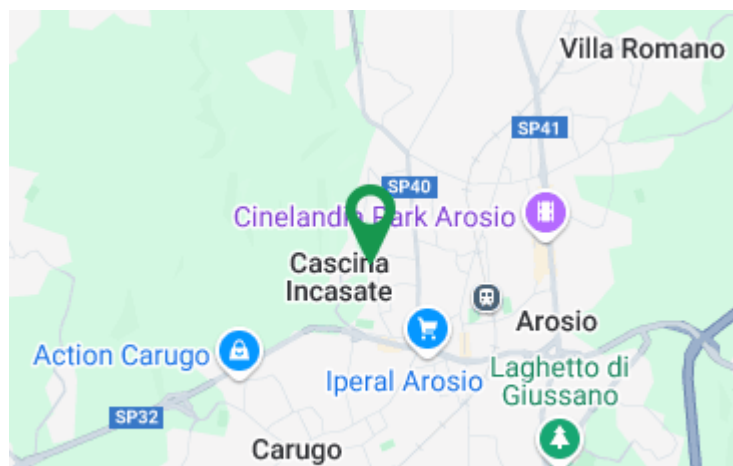 Villa Romano
SP41
SP40
Cinelandia Park Arosio
Cascina
Incasate
Arosio
Action Carugo
Iperal Arosio
Laghetto di
Giussano
SP32
Carugo